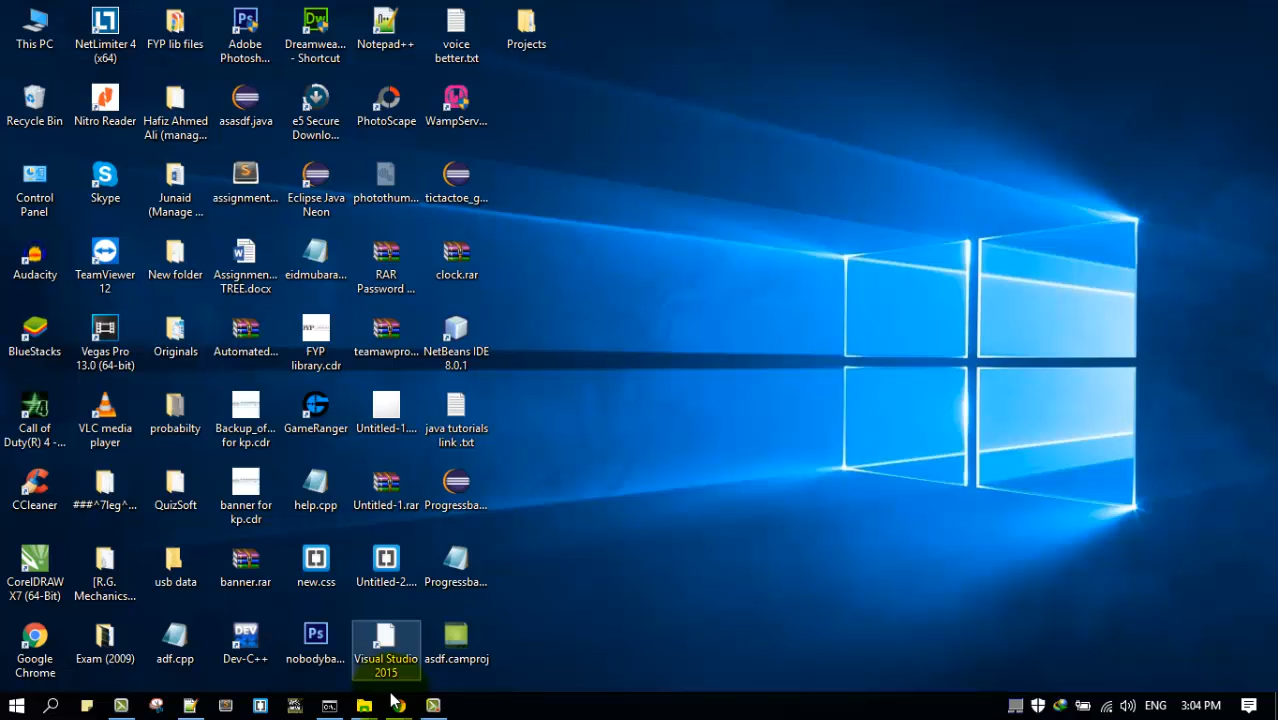 This PC
NetLimiter 4
(x64)
FYP lib files
Adobe
Photosh...
Dreamwea...
- Shortcut
Notepad++
voice
better.txt
Projects
Recycle Bin
Nitro Reader
Hafiz Ahmed
Ali (manag...
asasdf.java
e5 Secure
Downlo...
PhotoScape
WampServ...
Control
Panel
Skype
Junaid
(Manage ...
assignment...
Eclipse Java
Neon
photothum...
tictactoe_g...
Audacity
TeamViewer
12
New folder
Assignmen...
TREE.docx
eidmubara...
RAR
Password ...
clock.rar
BlueStacks
Vegas Pro
13.0 (64-bit)
Originals
Automated...
FYP
library.cdr
teamawpro...
NetBeans IDE
8.0.1
Call of
Duty(R) 4 -...
VLC media
player
probabilty
Backup_of...
for kp.cdr
GameRanger
Untitled-1....
java tutorials
link .txt
CCleaner
###^7leg^...
QuizSoft
banner for
kp.cdr
help.cpp
Untitled-1.rar
Progressba...
CorelDRAW
X7 (64-Bit)
[R.G.
Mechanics...
usb data
banner.rar
new.css
Untitled-2....
Progressba...
Google
Chrome
Exam (2009)
adf.cpp
Dev-C++
nobodyba...
Visual Studio
2015
asdf.camproj
ENG
3:04 PM